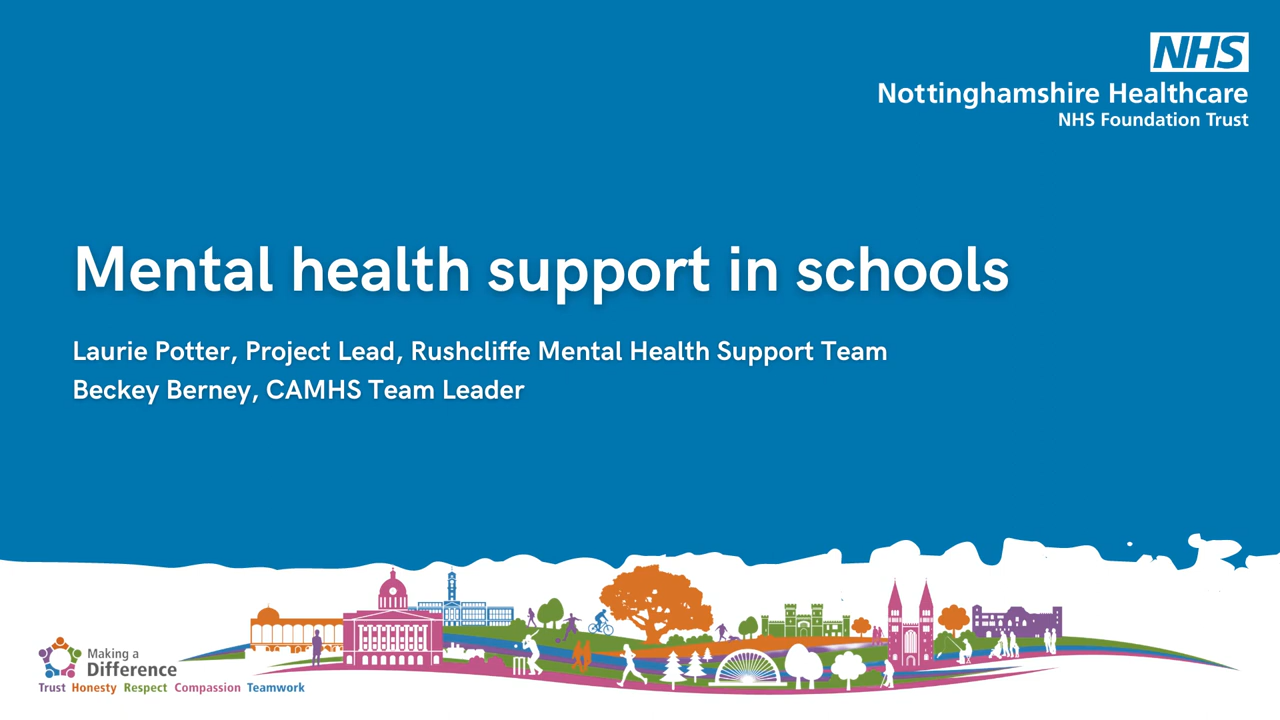 NHS
Nottinghamshire Healthcare
NHS Foundation Trust
Mental health support in schools
Laurie Potter, Project Lead, Rushcliffe Mental Health Support Team
Beckey Berney, CAMHS Team Leader
Making a
Difference
Trust Honesty Respect Compassion Teamwork